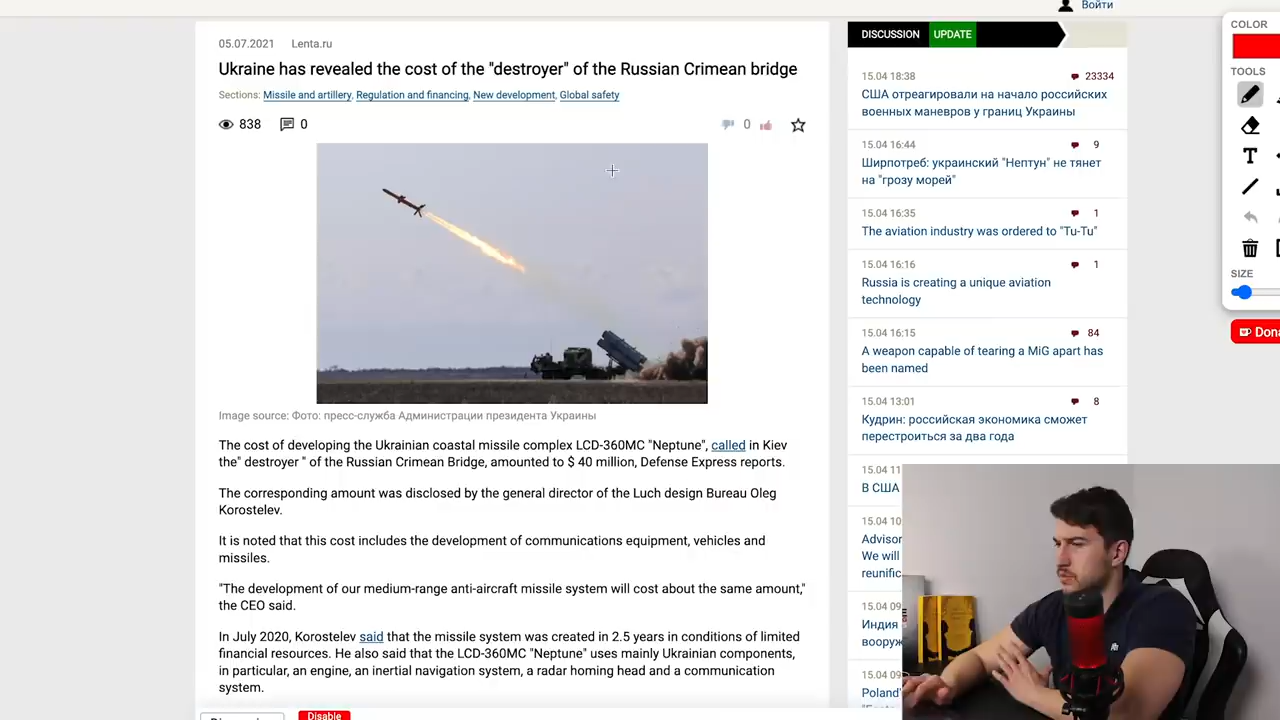 Войти
05.07.2021 Lenta.ru
Ukraine has revealed the cost of the "destroyer" of the Russian Crimean bridge
Sections: Missile and artillery, Regulation and financing, New development, Global safety
838 0
0
Image source: Фото: пресс-служба Администрации президента Украины
The cost of developing the Ukrainian coastal missile complex LCD-360MC "Neptune", called in Kiev
the" destroyer " of the Russian Crimean Bridge, amounted to $ 40 million, Defense Express reports.
The corresponding amount was disclosed by the general director of the Luch design Bureau Oleg
Korostelev.
It is noted that this cost includes the development of communications equipment, vehicles and
missiles.
"The development of our medium-range anti-aircraft missile system will cost about the same amount,"
the CEO said.
In July 2020, Korostelev said that the missile system was created in 2.5 years in conditions of limited
financial resources. He also said that the LCD-360MC "Neptune" uses mainly Ukrainian components,
in particular, an engine, an inertial navigation system, a radar homing head and a communication
system.
Disable
DISCUSSION UPDATE
15.04 18:38 23334
США отреагировали на начало российских
военных маневров у границ Украины
15.04 16:44 9
Ширпотреб: украинский "Нептун" не тянет
на "грозу морей"
15.04 16:35 1
The aviation industry was ordered to "Tu-Tu"
15.04 16:16 1
Russia is creating a unique aviation
technology
15.04 16:15 84
A weapon capable of tearing a MiG apart has
been named
15.04 13:01 8
Кудрин: российская экономика сможет
перестроиться за два года
15.04 11
В США
15.04 10
Advisor
We will
reunific
15.04 09
Индия
вооруж
15.04 09
Poland'
COLOR
TOOLS
T
SIZE
Dona